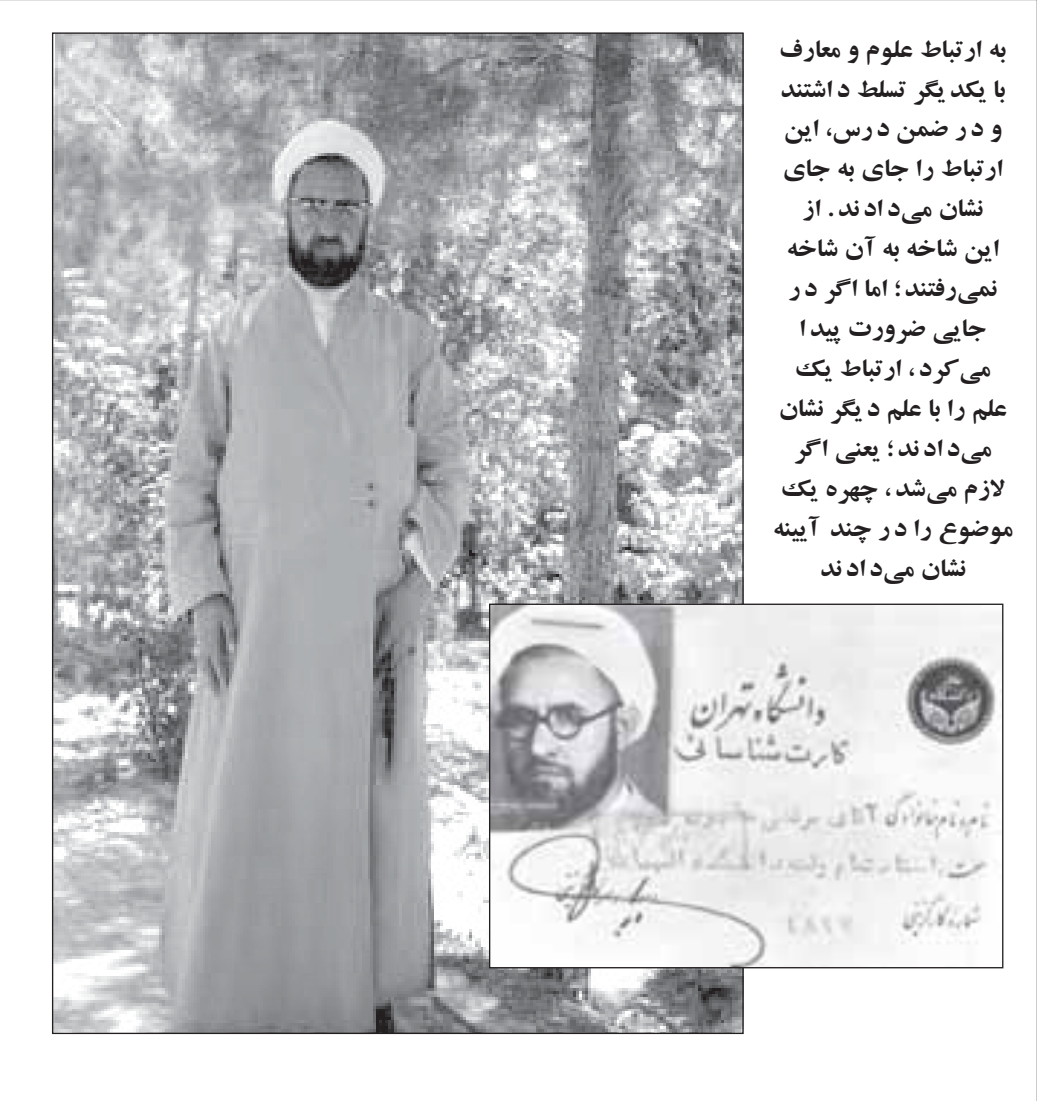 به ارتباط علوم و معارف
با یکدیگر تسلط داشتند
و در ضمن درس، این
ارتباط را جای به جای
نشان می‌دادند. از
این شاخه به آن شاخه
نمی‌رفتند؛ اما اگر در
جایی ضرورت پیدا
می‌کرد، ارتباط یک
علم را با علم دیگر نشان
می‌دادند؛ یعنی اگر
لازم می‌شد، چهره یک
موضوع را در چند آیینه
نشان می‌دادند
دانشگاه تهران
کارت شناسائی
نام و نام خانوادگی آقای
سمت
شماره کارگزینی